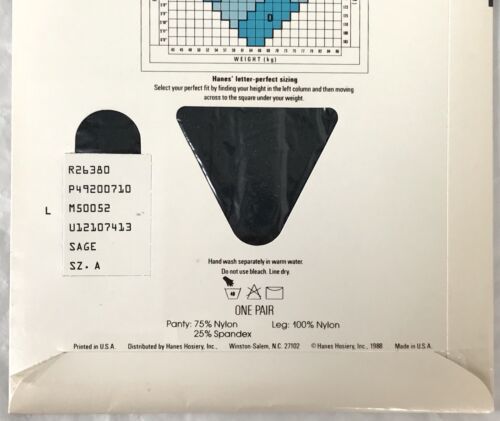 D
WEIGHT (kg)
Hanes' letter-perfect sizing
Select your perfect fit by finding your height in the left column and then moving
across to the square under your weight.
R26380
P49200710
L
M50052
U12107413
SAGE
SZ. A
Hand wash separately in warm water.
Do not use bleach. Line dry.
ONE PAIR
Panty: 75% Nylon Leg: 100% Nylon
25% Spandex
Printed in U.S.A. Distributed by Hanes Hosiery, Inc., Winston-Salem, N.C. 27102 © Hanes Hosiery, Inc., 1988 Made in U.S.A.